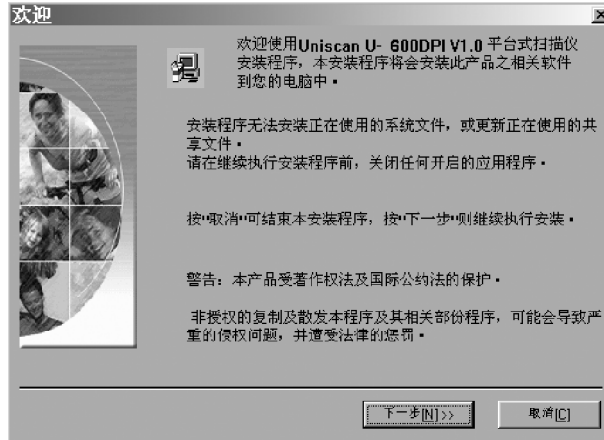 欢迎
欢迎使用Uniscan U- 600DPI V1.0 平台式扫描仪
安装程序，本安装程序将会安装此产品之相关软件
到您的电脑中。
安装程序无法安装正在使用的系统文件，或更新正在使用的共
享文件。
请在继续执行安装程序前，关闭任何开启的应用程序。
按"取消"可结束本安装程序，按"下一步"则继续执行安装。
警告：本产品受著作权法及国际公约法的保护。
非授权的复制及散发本程序及其相关部份程序，可能会导致严
重的侵权问题，并遭受法律的惩罚。
下一步[N]>>
取消[C]